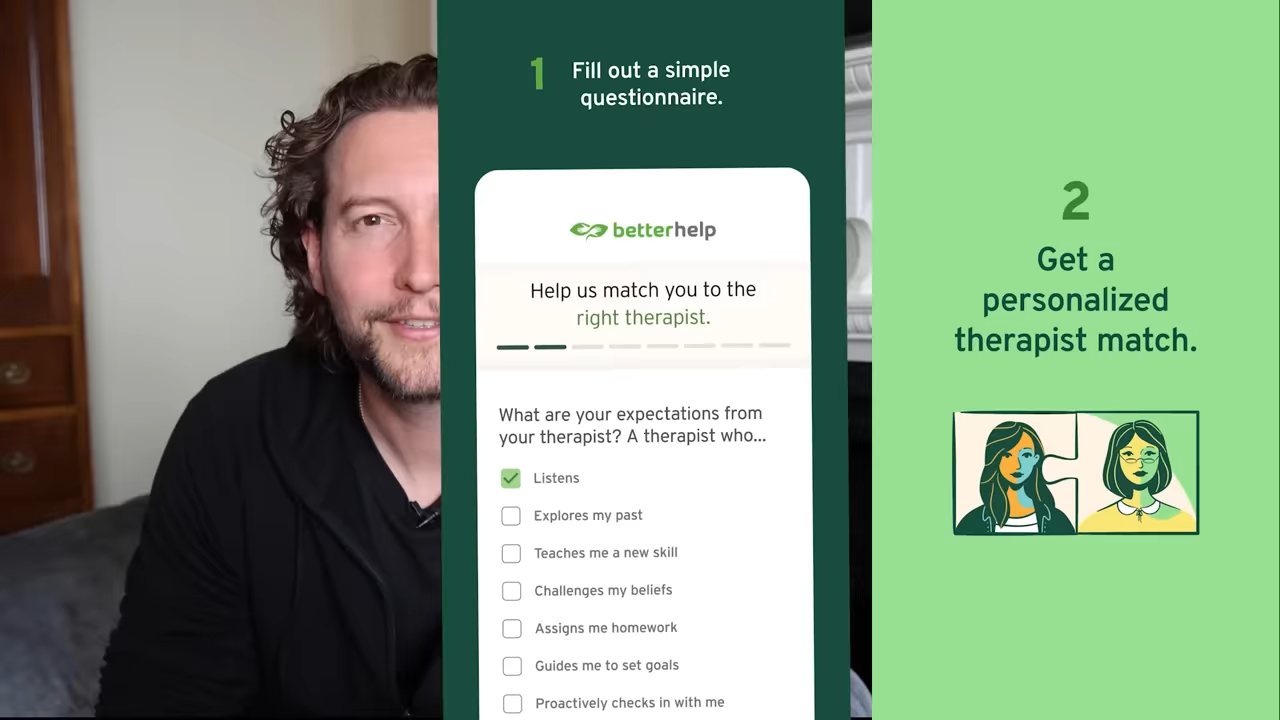 1
Fill out a simple
questionnaire.
betterhelp
Help us match you to the
right therapist.
What are your expectations from
your therapist? A therapist who...
Listens
Explores my past
Teaches me a new skill
Challenges my beliefs
Assigns me homework
Guides me to set goals
Proactively checks in with me
2
Get a
personalized
therapist match.